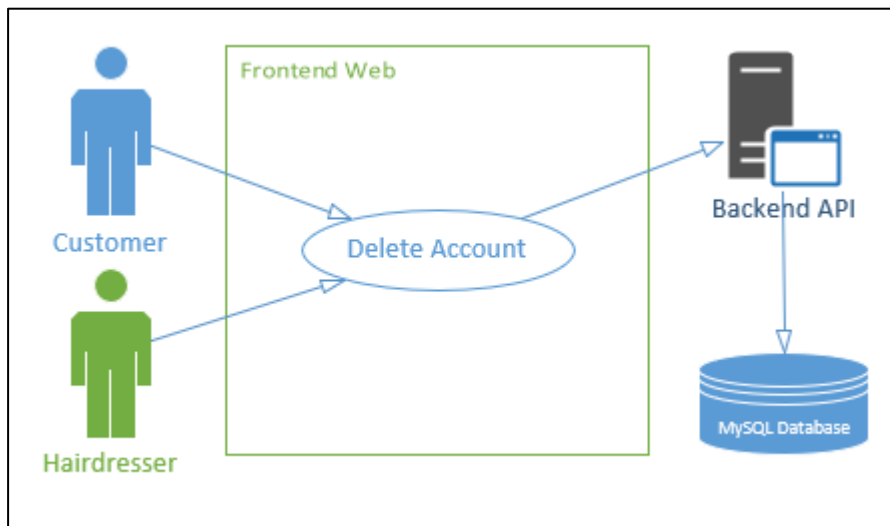 Frontend Web
Customer
Delete Account
Backend API
Hairdresser
MySQL Database